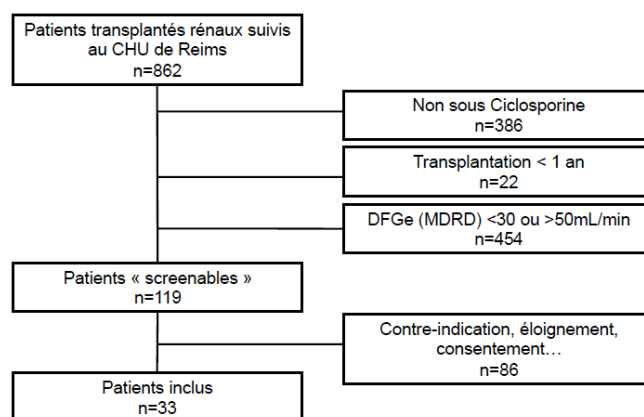 Patients transplantés rénaux suivis
au CHU de Reims
n=862
Non sous Ciclosporine
n=386
Transplantation < 1 an
n=22
DFGe (MDRD) <30 ou >50mL/min
n=454
Patients « screenables »
n=119
Contre-indication, éloignement,
consentement…
n=86
Patients inclus
n=33